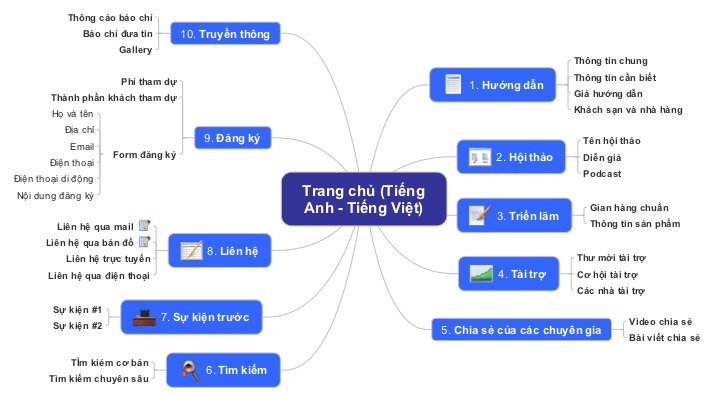 Trang chủ (Tiếng
Anh - Tiếng Việt)
1. Hướng dẫn
Thông tin chung
Thông tin cần biết
Giá hướng dẫn
Khách sạn và nhà hàng
2. Hội thảo
Tên hội thảo
Diễn giả
Podcast
3. Triển lãm
Gian hàng chuẩn
Thông tin sản phẩm
4. Tài trợ
Thư mời tài trợ
Cơ hội tài trợ
Các nhà tài trợ
5. Chia sẻ của các chuyên gia
Video chia sẻ
Bài viết chia sẻ
6. Tìm kiếm
Tìm kiếm cơ bản
Tìm kiếm chuyên sâu
7. Sự kiện trước
Sự kiện #1
Sự kiện #2
8. Liên hệ
Liên hệ qua mail
Liên hệ qua bản đồ
Liên hệ trực tuyến
Liên hệ qua điện thoại
9. Đăng ký
Phí tham dự
Thành phần khách tham dự
Form đăng ký
Họ và tên
Địa chỉ
Email
Điện thoại
Điện thoại di động
Nội dung đăng ký
10. Truyền thông
Thông cáo báo chí
Báo chí đưa tin
Gallery